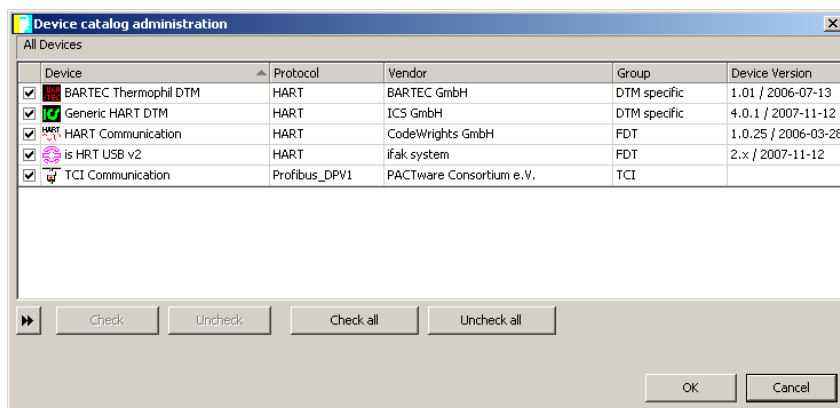 Device catalog administration
All Devices
Device Protocol Vendor Group Device Version
BARTEC Thermophil DTM HART BARTEC GmbH DTM specific 1.01 / 2006-07-13
Generic HART DTM HART ICS GmbH DTM specific 4.0.1 / 2007-11-12
HART HART Communication HART CodeWrights GmbH FDT 1.0.25 / 2006-03-28
is HRT USB v2 HART ifak system FDT 2.x / 2007-11-12
TCI Communication Profibus_DPV1 PACTware Consortium e.V. TCI
Check Uncheck Check all Uncheck all
OK Cancel